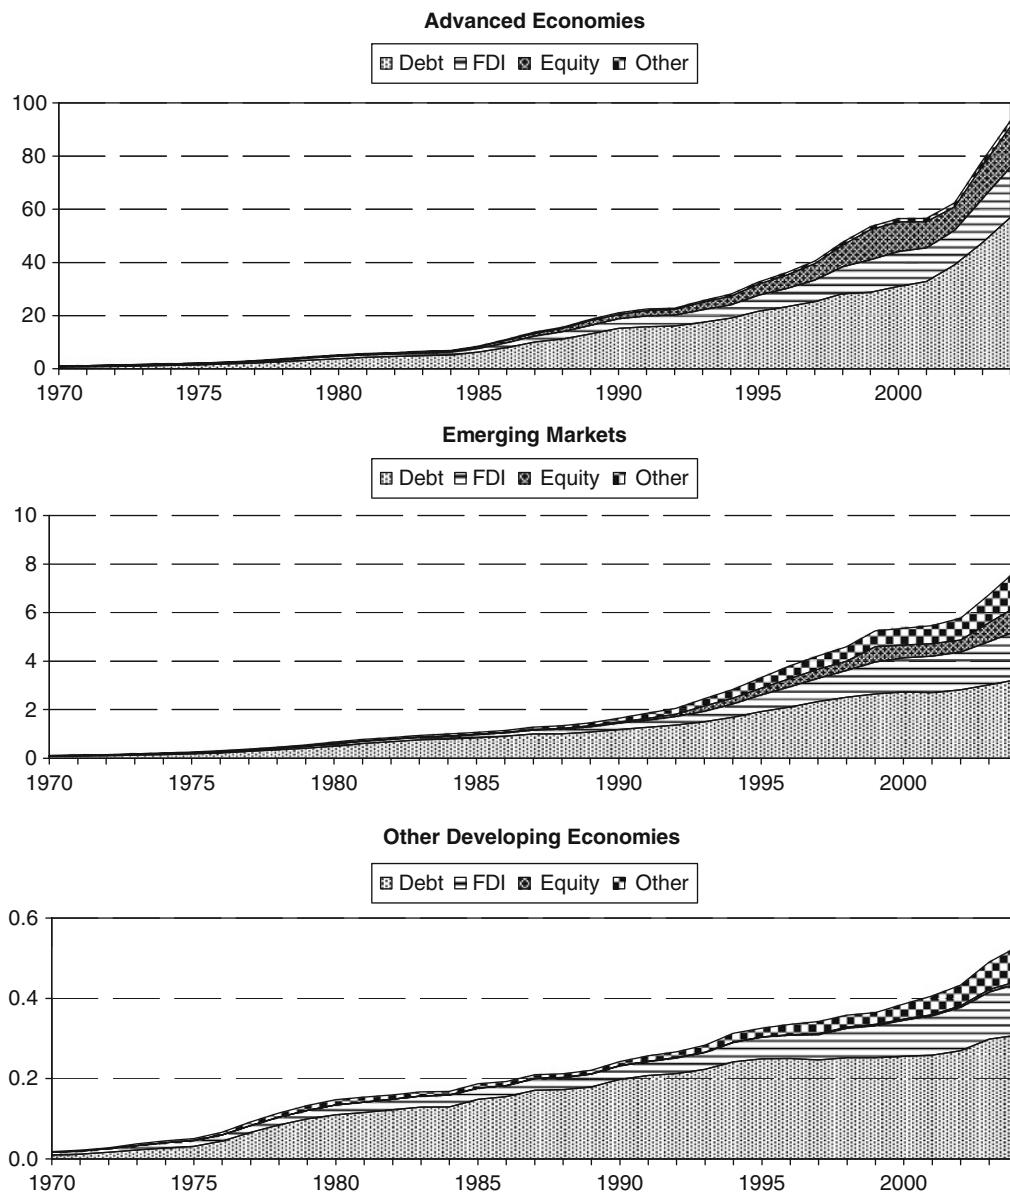 Advanced Economies
Debt FDI Equity Other
100
80
60
40
20
0
1970 1975 1980 1985 1990 1995 2000
Emerging Markets
Debt FDI Equity Other
10
8
6
4
2
0
1970 1975 1980 1985 1990 1995 2000
Other Developing Economies
Debt FDI Equity Other
0.6
0.4
0.2
0.0
1970 1975 1980 1985 1990 1995 2000